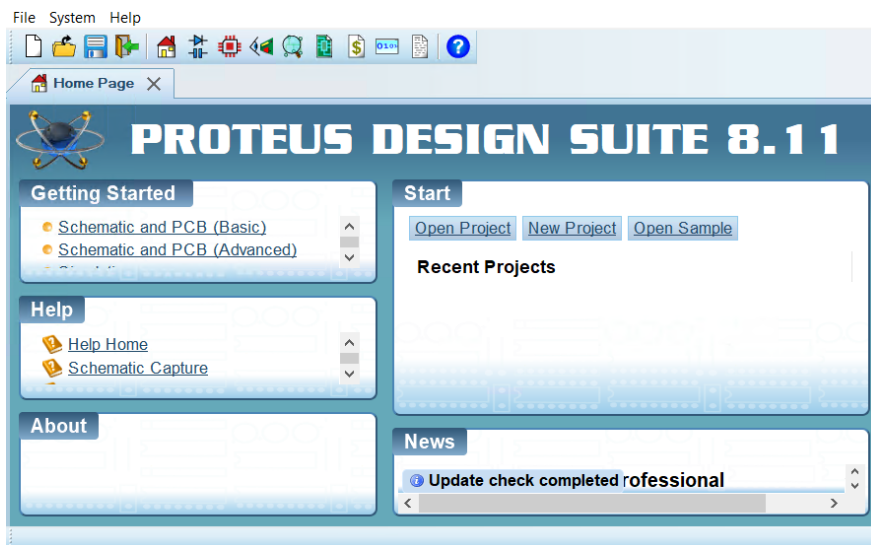 File System Help
Home Page
PROTEUS DESIGN SUITE 8.11
Getting Started
Schematic and PCB (Basic)
Schematic and PCB (Advanced)
Start
Open Project New Project Open Sample
Recent Projects
Help
Help Home
Schematic Capture
About
News
Update check completed rofessional